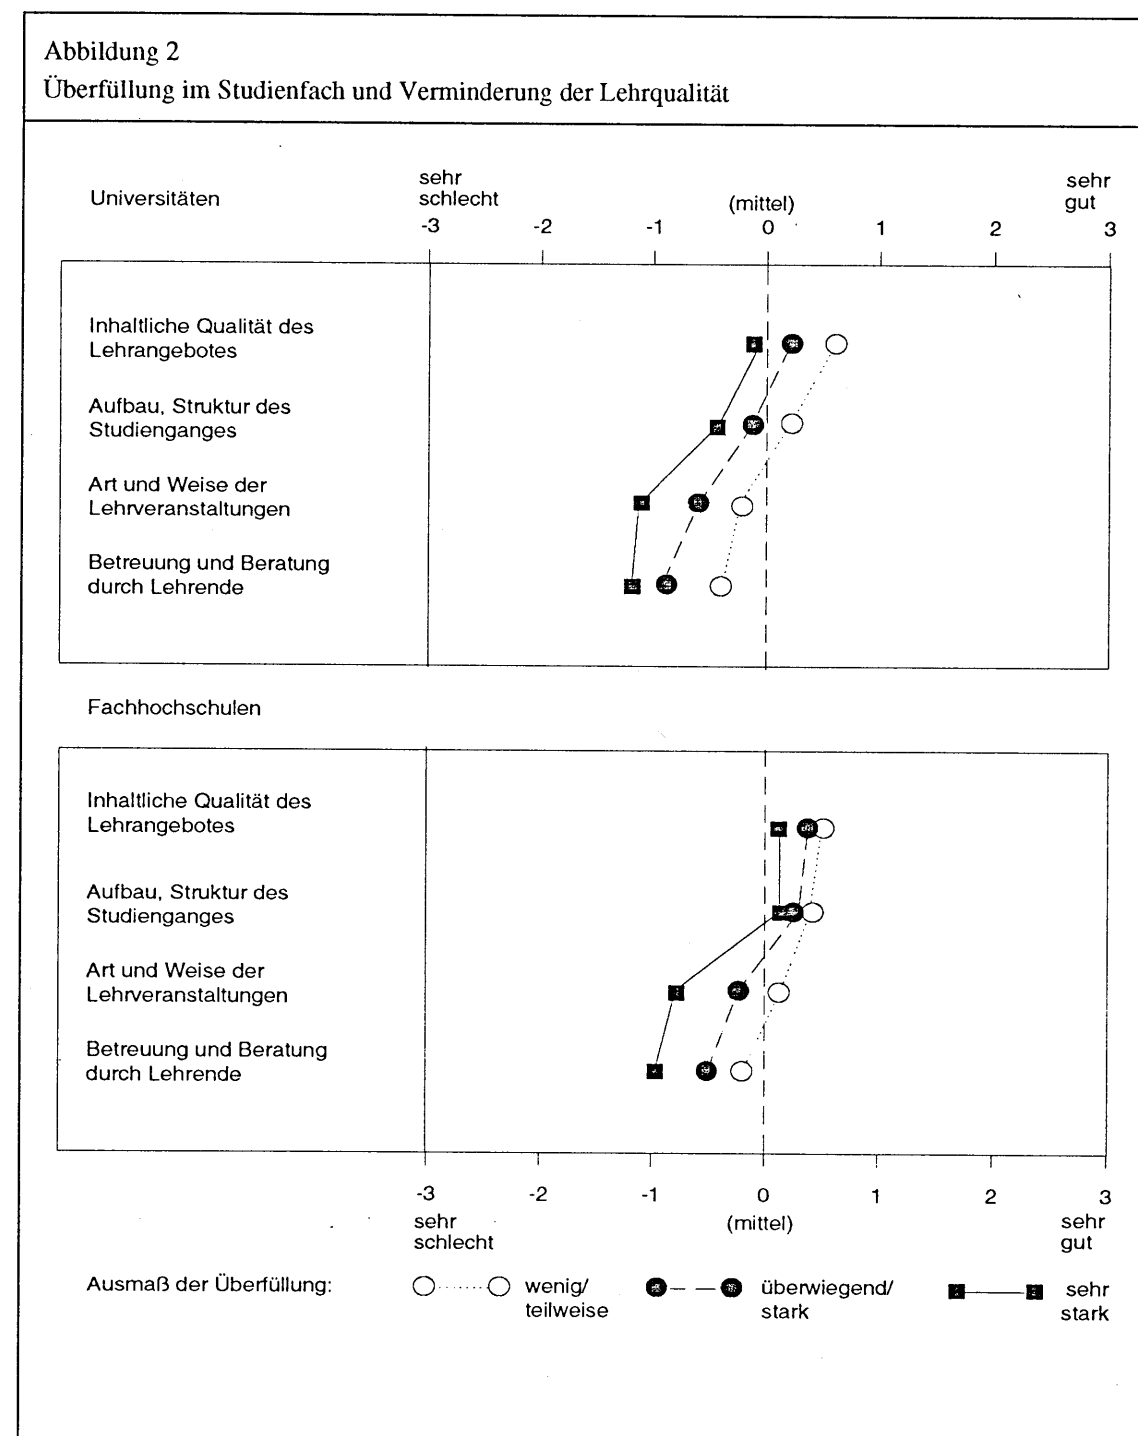 Abbildung 2
Überfüllung im Studienfach und Verminderung der Lehrqualität
Universitäten
sehr schlecht
(mittel)
sehr gut
-3 -2 -1 0 1 2 3
Inhaltliche Qualität des
Lehrangebotes
Aufbau, Struktur des
Studienganges
Art und Weise der
Lehrveranstaltungen
Betreuung und Beratung
durch Lehrende
Fachhochschulen
Inhaltliche Qualität des
Lehrangebotes
Aufbau, Struktur des
Studienganges
Art und Weise der
Lehrveranstaltungen
Betreuung und Beratung
durch Lehrende
-3 -2 -1 0 1 2 3
sehr schlecht
(mittel)
sehr gut
Ausmaß der Überfüllung:
wenig/
teilweise
überwiegend/
stark
sehr
stark